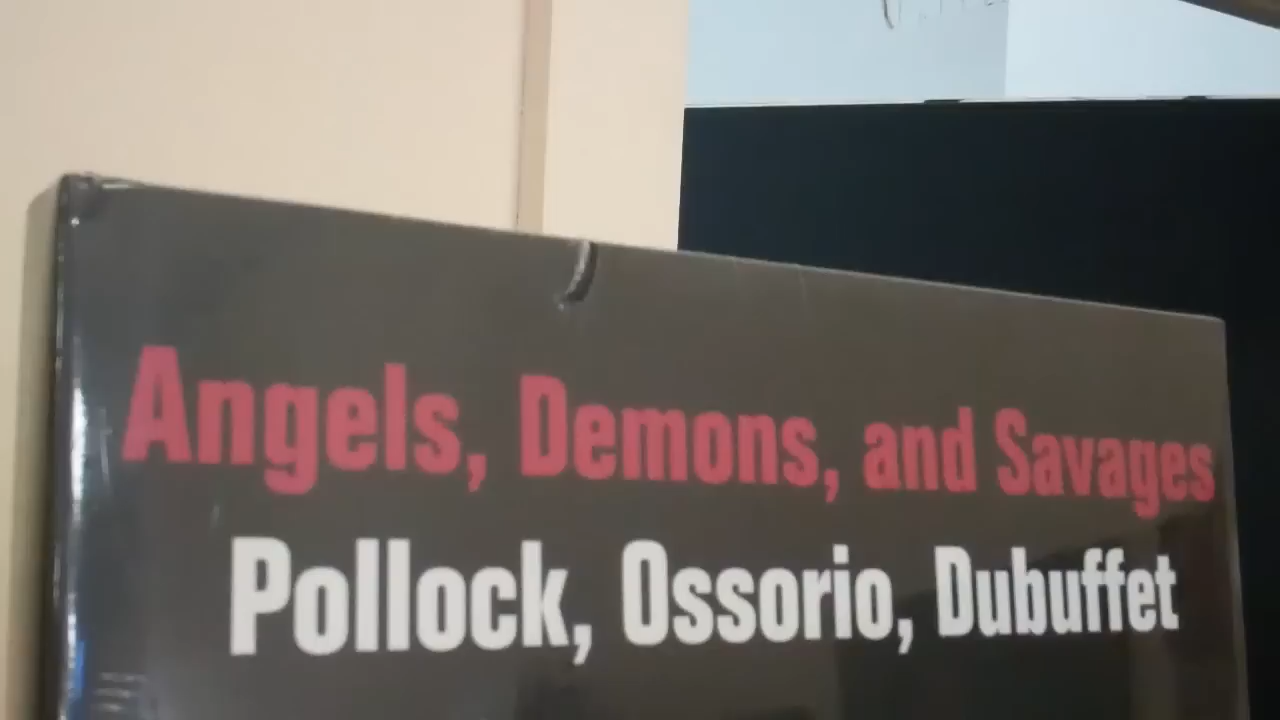 Angels, Demons, and Savages
Pollock, Ossorio, Dubuffet